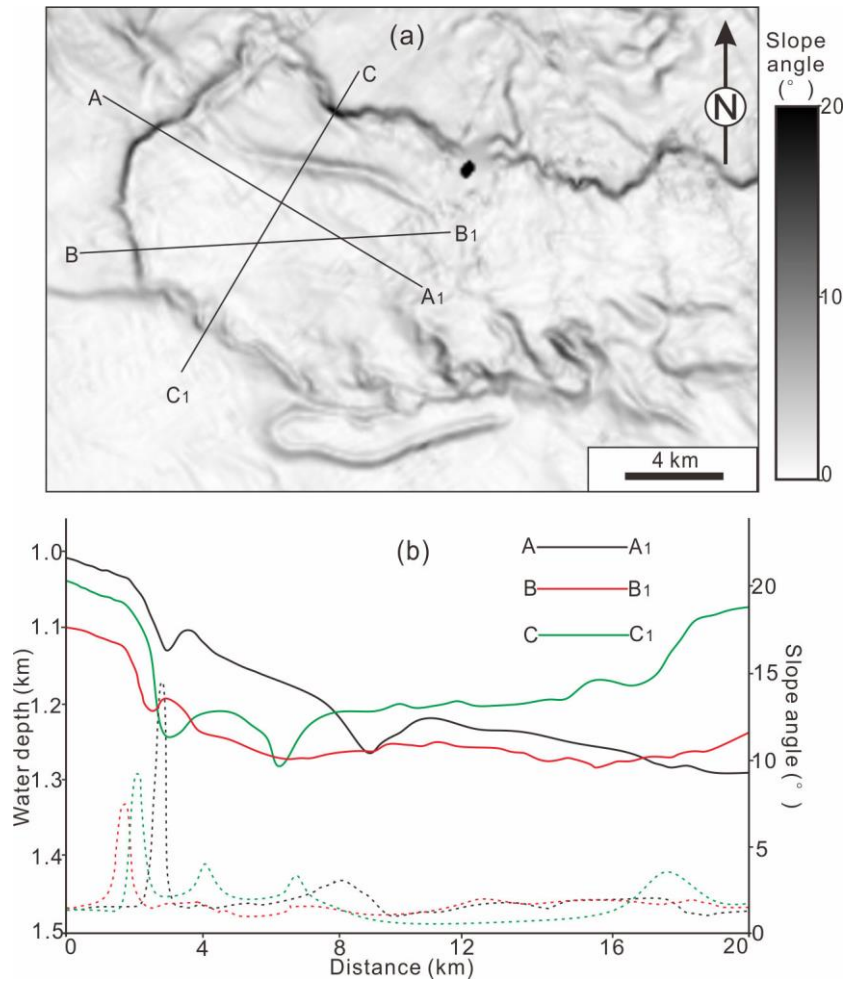 (a)
Slope
angle
(°)
N
C
A
20
B
B1
A1
10
C1
0
4 km
(b)
A A1
B B1
C C1
1.0
1.1
1.2
1.3
1.4
1.5
Water depth (km)
20
15
10
5
0
Slope angle (°)
0 4 8 12 16 20
Distance (km)